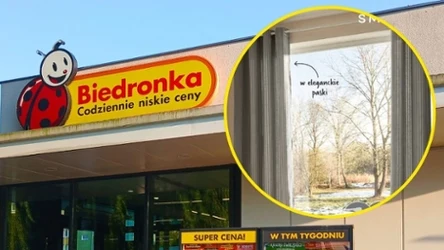 Biedronka
Codziennie niskie ceny
w eleganckie
paski
SUPER CENA!
W TYM TYGODNIU